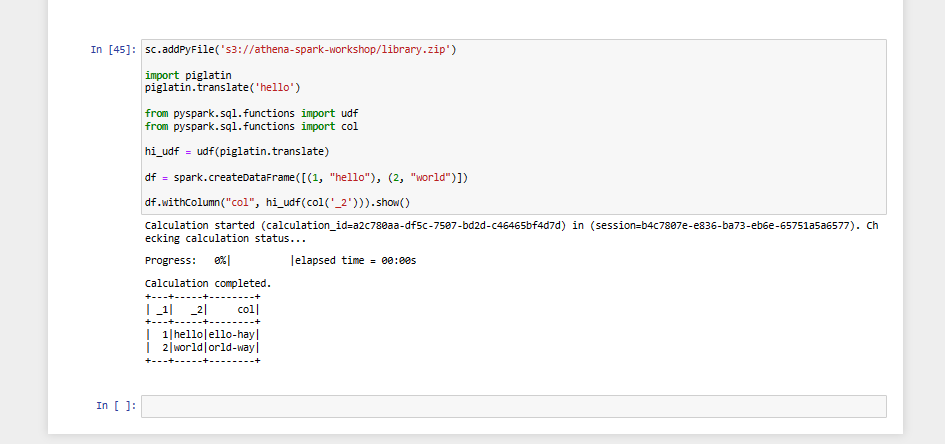 In [45]: sc.addPyFile('s3://athena-spark-workshop/library.zip')
import piglatin
piglatin.translate('hello')
from pyspark.sql.functions import udf
from pyspark.sql.functions import col
hi_udf = udf(piglatin.translate)
df = spark.createDataFrame([(1, "hello"), (2, "world")])
df.withColumn("col", hi_udf(col('_2'))).show()
Calculation started (calculation_id=a2c780aa-df5c-7507-bd2d-c46465bf4d7d) in (session=b4c7807e-e836-ba73-eb6e-65751a5a6577). Ch
ecking calculation status...
Progress:   0%|          |elapsed time = 00:00s
Calculation completed.
+---+-----+--------+
| _1|   _2|     col|
+---+-----+--------+
|  1|hello|ello-hay|
|  2|world|orld-way|
+---+-----+--------+
In [ ]: